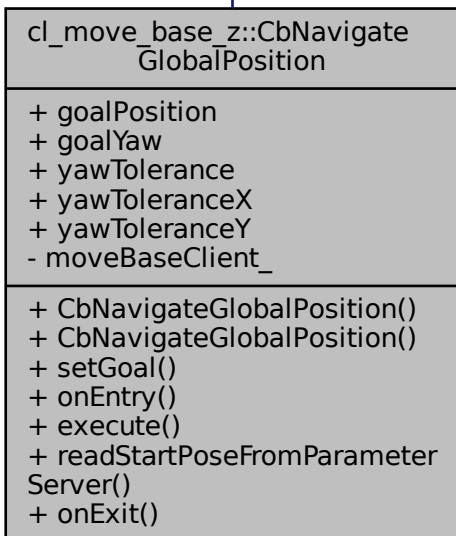 cl_move_base_z::CbNavigate
GlobalPosition
+ goalPosition
+ goalYaw
+ yawTolerance
+ yawToleranceX
+ yawToleranceY
- moveBaseClient_
+ CbNavigateGlobalPosition()
+ CbNavigateGlobalPosition()
+ setGoal()
+ onEntry()
+ execute()
+ readStartPoseFromParameter
Server()
+ onExit()